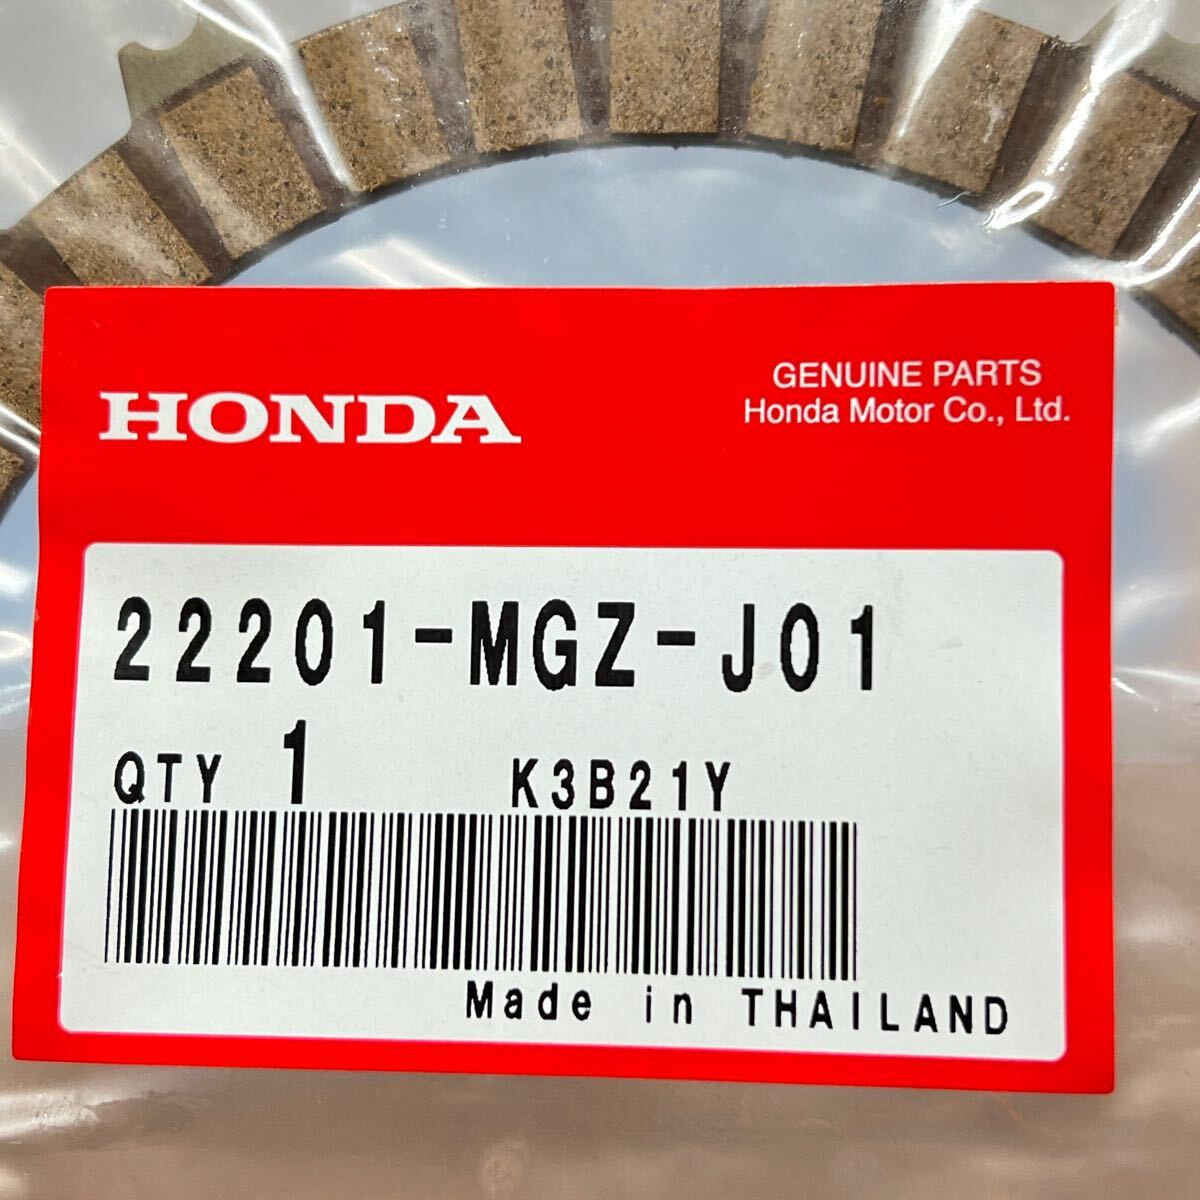 HONDA
GENUINE PARTS
Honda Motor Co., Ltd.
22201-MGZ-J01
QTY 1 K3B21Y
Made in THAILAND